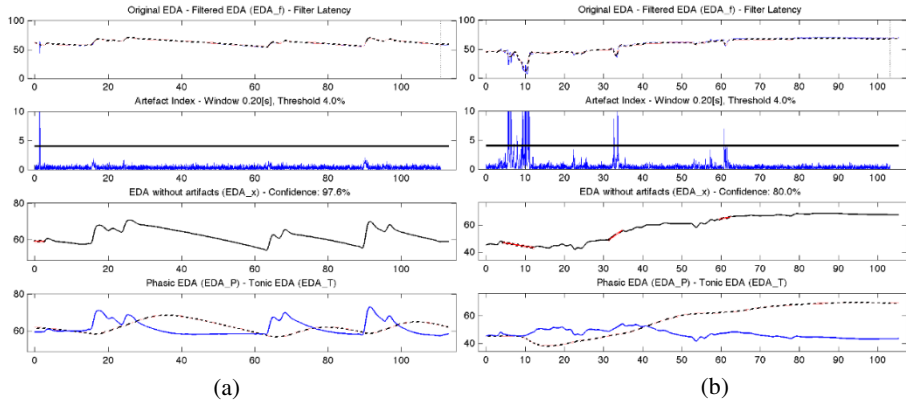 Original EDA - Filtered EDA (EDA_f) - Filter Latency
100
50
0
0 20 40 60 80 100
Artefact Index - Window 0.20[s], Threshold 4.0%
10
5
0
0 20 40 60 80 100
EDA without artifacts (EDA_x) - Confidence: 97.6%
80
60
0 20 40 60 80 100
Phasic EDA (EDA_P) - Tonic EDA (EDA_T)
80
60
0 20 40 60 80 100
(a)
Original EDA - Filtered EDA (EDA_f) - Filter Latency
100
50
0
0 10 20 30 40 50 60 70 80 90 100
Artefact Index - Window 0.20[s], Threshold 4.0%
10
5
0
0 10 20 30 40 50 60 70 80 90 100
EDA without artifacts (EDA_x) - Confidence: 80.0%
60
40
0 10 20 30 40 50 60 70 80 90 100
Phasic EDA (EDA_P) - Tonic EDA (EDA_T)
60
40
0 10 20 30 40 50 60 70 80 90 100
(b)